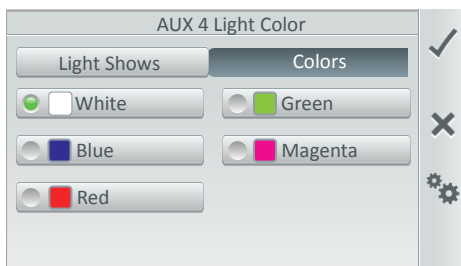 AUX 4 Light Color
Light Shows Colors
White Green
Blue Magenta
Red